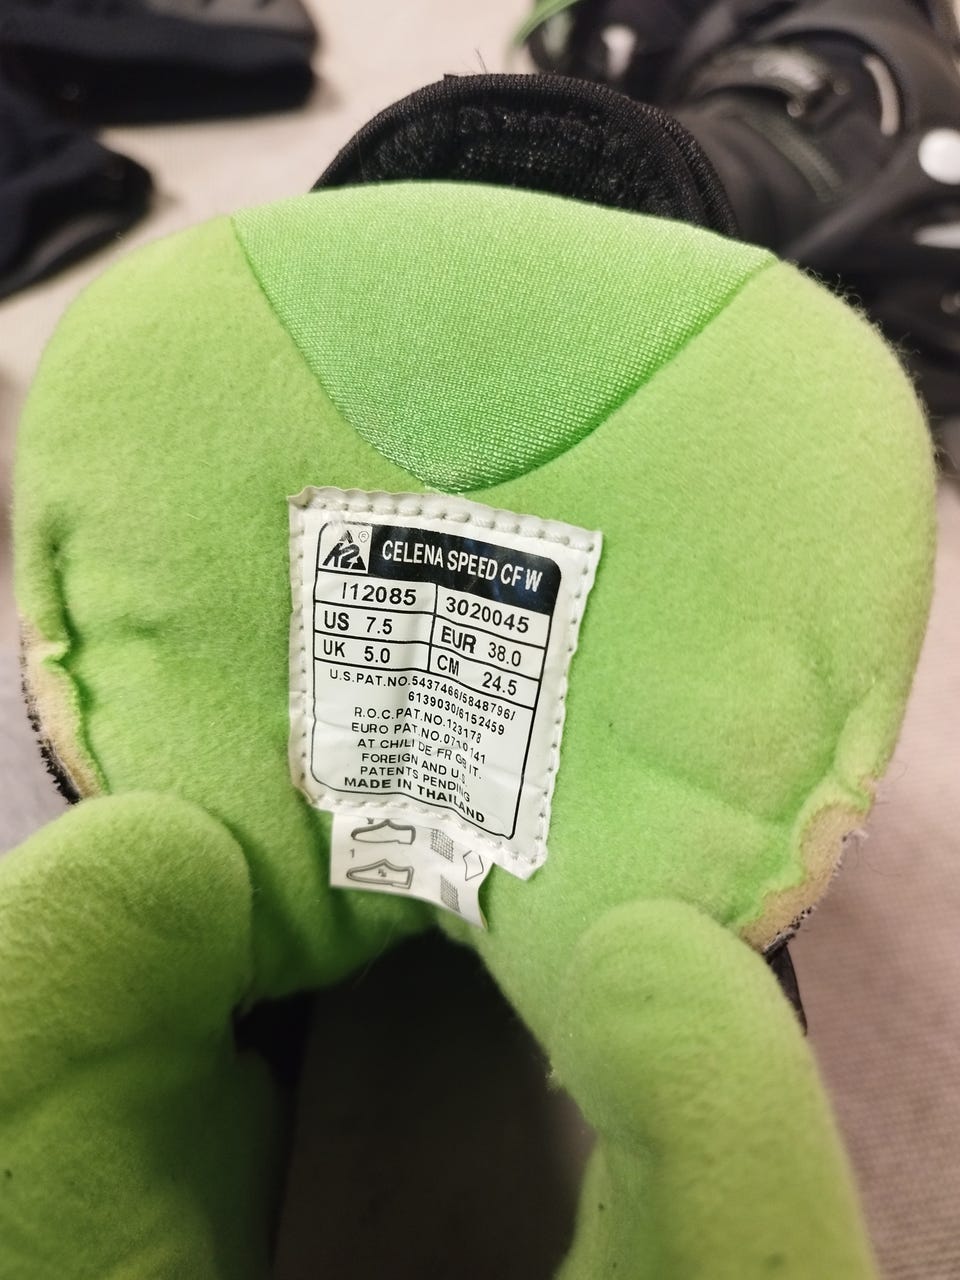 K2 ® CELENA SPEED CF W
I12085 3020045
US 7.5 EUR 38.0
UK 5.0 CM 24.5
U.S.PAT.NO.5437466/5848796/
6139030/6152459
R.O.C.PAT.NO.123178
EURO PAT.NO.0710141
AT CH/LI DE FR GB IT.
FOREIGN AND U.S.
PATENTS PENDING
MADE IN THAILAND
1